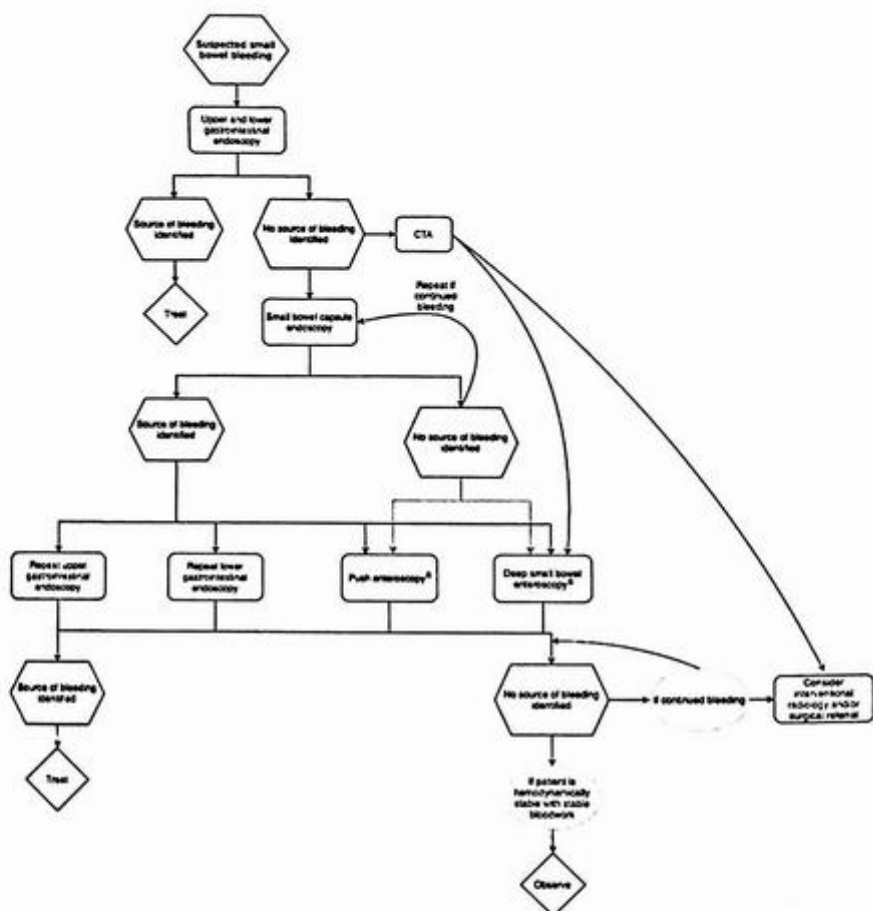 Suspected small
bowel bleeding
Upper and lower
gastrointestinal
endoscopy
Source of bleeding
identified
No source of bleeding
identified
CTA
Treat
Repeat if
continued
bleeding
Small bowel capsule
endoscopy
Source of bleeding
identified
No source of bleeding
identified
Repeat upper
gastrointestinal
endoscopy
Repeat lower
gastrointestinal
endoscopy
Push enteroscopy
Deep small bowel
enteroscopy
Source of bleeding
identified
No source of bleeding
identified
If continued bleeding
Consider
interventional
radiology and/or
surgical referral
Treat
If patient is
hemodynamically
stable with stable
bloodwork
Observe